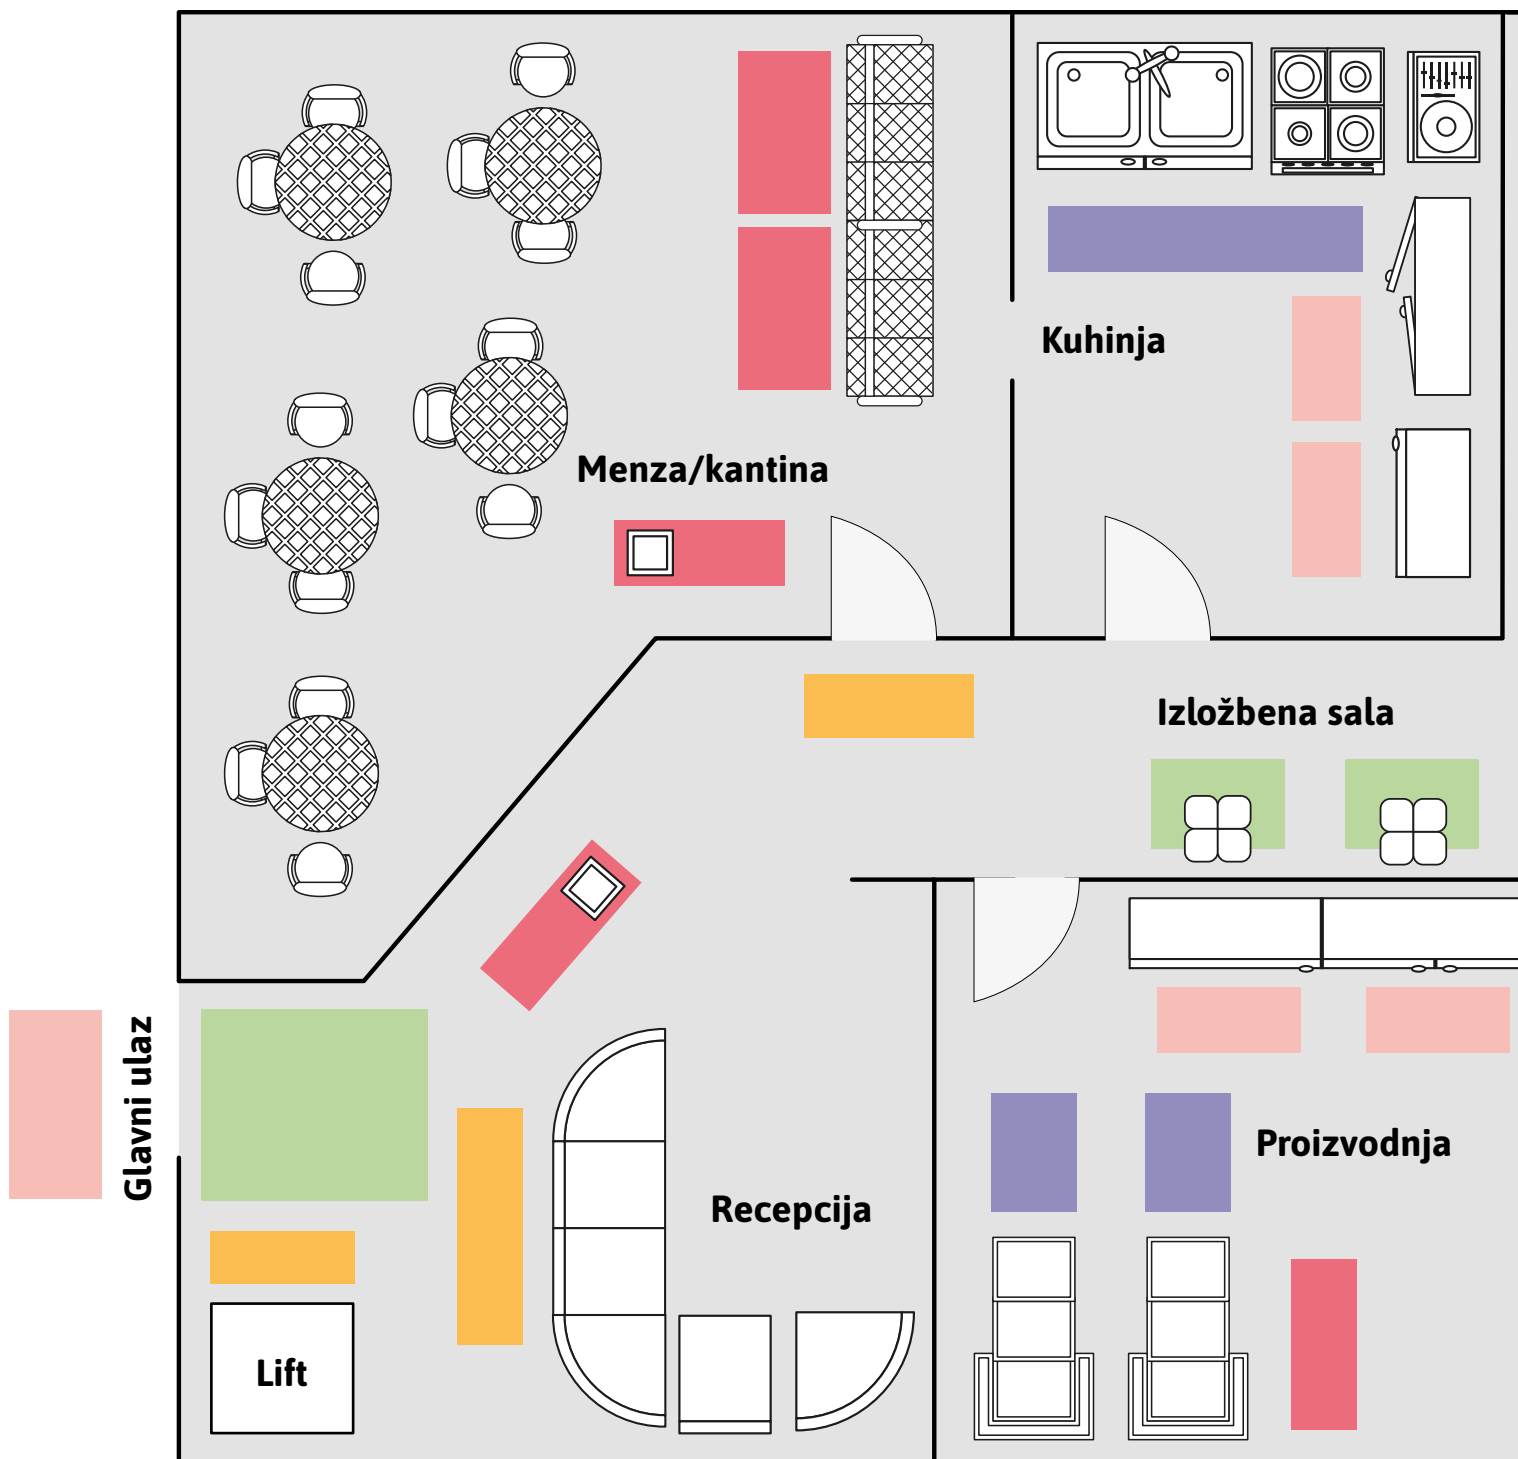 Kuhinja
Menza/kantina
Izložbena sala
Glavni ulaz
Proizvodnja
Recepcija
Lift